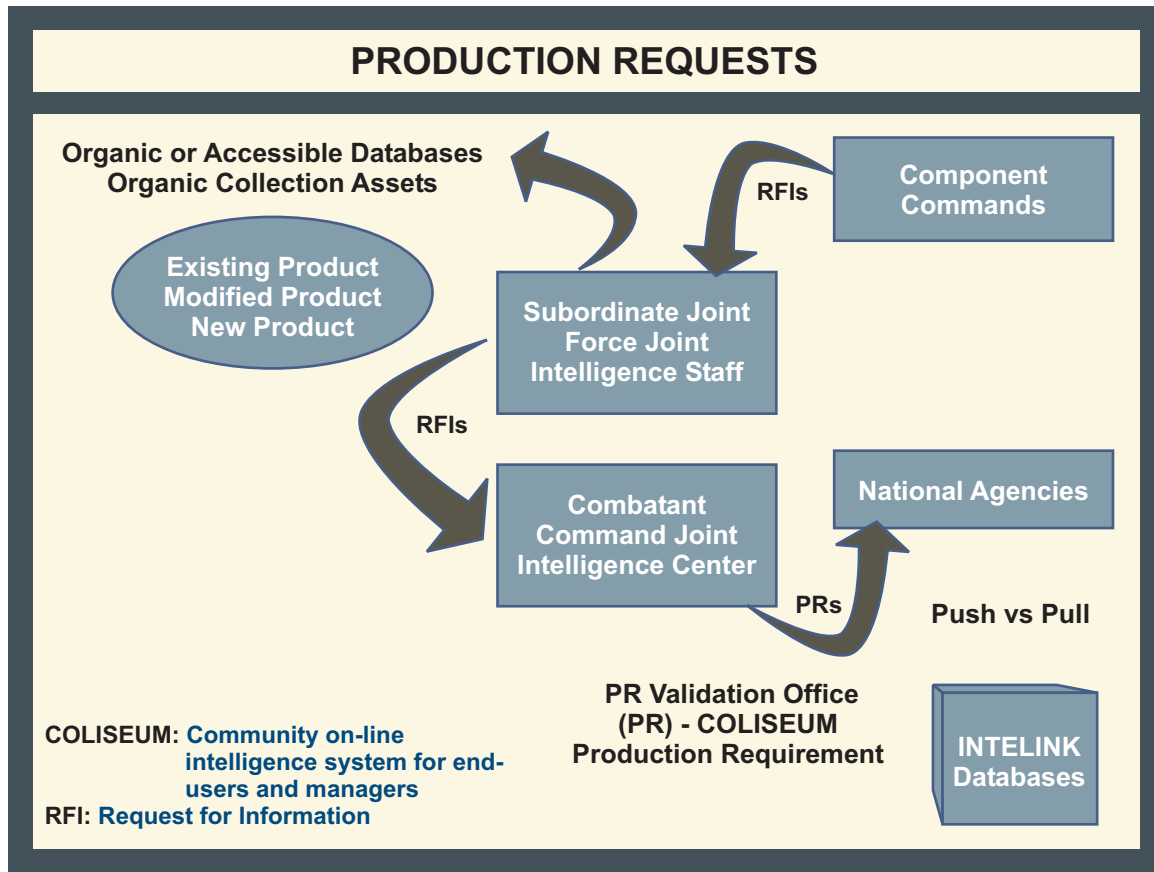 PRODUCTION REQUESTS
Organic or Accessible Databases
Organic Collection Assets
RFIs
Component
Commands
Existing Product
Modified Product
New Product
Subordinate Joint
Force Joint
Intelligence Staff
RFIs
Combatant
Command Joint
Intelligence Center
National Agencies
PRs
Push vs Pull
PR Validation Office
(PR) - COLISEUM
Production Requirement
INTELINK
Databases
COLISEUM: Community on-line
intelligence system for end-
users and managers
RFI: Request for Information